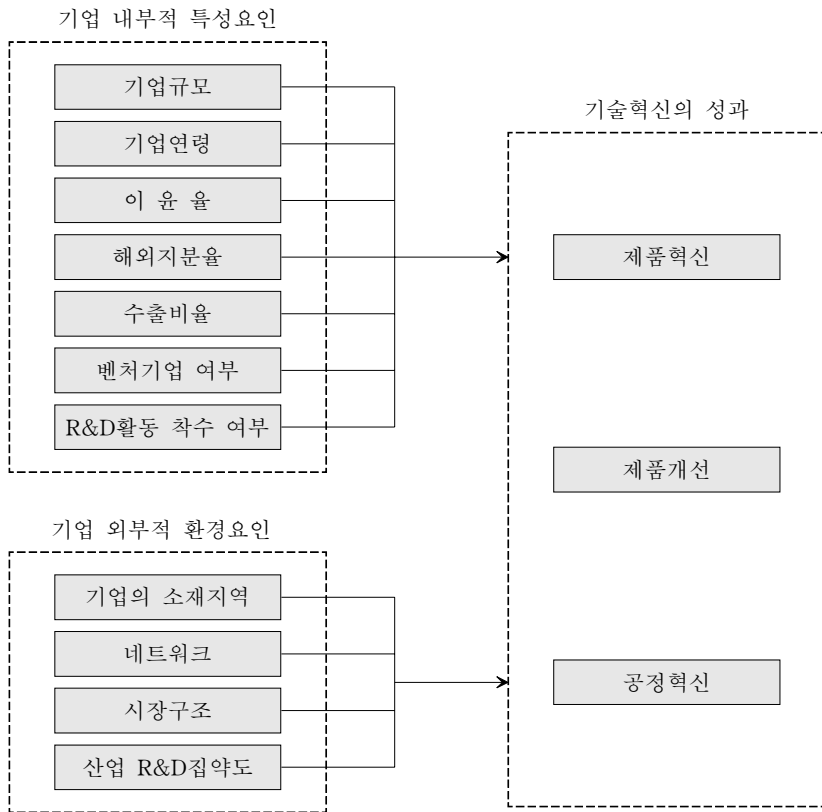 기업 내부적 특성요인
기업규모
기업연령
이 윤 율
해외지분율
수출비율
벤처기업 여부
R&D활동 착수 여부
기업 외부적 환경요인
기업의 소재지역
네트워크
시장구조
산업 R&D집약도
기술혁신의 성과
제품혁신
제품개선
공정혁신